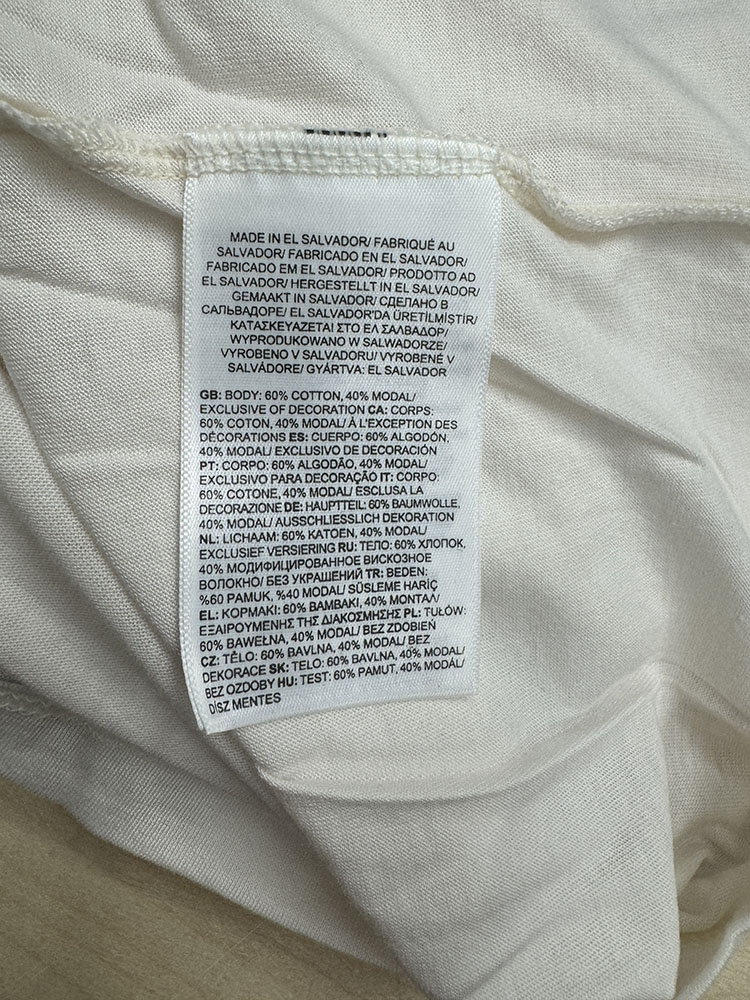 MADE IN EL SALVADOR/ FABRIQUÉ AU
SALVADOR/ FABRICADO EN EL SALVADOR/
FABRICADO EM EL SALVADOR/ PRODOTTO AD
EL SALVADOR/ HERGESTELLT IN EL SALVADOR/
GEMAAKT IN SALVADOR/ СДЕЛАНО В
САЛЬВАДОРЕ/ EL SALVADOR'DA ÜRETİLMİŞTİR/
ΚΑΤΑΣΚΕΥΑΖΕΤΑΙ ΣΤΟ ΕΛ ΣΑΛΒΑΔΟΡ/
WYPRODUKOWANO W SALWADORZE/
VYROBENO V SALVADORU/ VYROBENÉ V
SALVÁDORE/ GYÁRTVA: EL SALVADOR
GB: BODY: 60% COTTON, 40% MODAL/
EXCLUSIVE OF DECORATION CA: CORPS:
60% COTON, 40% MODAL/ À L'EXCEPTION DES
DÉCORATIONS ES: CUERPO: 60% ALGODÓN,
40% MODAL/ EXCLUSIVO DE DECORACIÓN
PT: CORPO: 60% ALGODÃO, 40% MODAL/
EXCLUSIVO PARA DECORAÇÃO IT: CORPO:
60% COTONE, 40% MODAL/ ESCLUSA LA
DECORAZIONE DE: HAUPTTEIL: 60% BAUMWOLLE,
40% MODAL/ AUSSCHLIESSLICH DEKORATION
NL: LICHAAM: 60% KATOEN, 40% MODAL/
EXCLUSIEF VERSIERING RU: ТЕЛО: 60% ХЛОПОК,
40% МОДИФИЦИРОВАННОЕ ВИСКОЗНОЕ
ВОЛОКНО/ БЕЗ УКРАШЕНИЙ TR: BEDEN:
%60 PAMUK, %40 MODAL/ SÜSLEME HARİÇ
EL: ΚΟΡΜΑΚΙ: 60% ΒΑΜΒΑΚΙ, 40% ΜΟΝΤΑΛ/
ΕΞΑΙΡΟΥΜΕΝΗΣ ΤΗΣ ΔΙΑΚΟΣΜΗΣΗΣ PL: TUŁÓW:
60% BAWEŁNA, 40% MODAL/ BEZ ZDOBIEŃ
CZ: TĚLO: 60% BAVLNA, 40% MODAL/ BEZ
DEKORACE SK: TELO: 60% BAVLNA, 40% MODAL/
BEZ OZDOBY HU: TEST: 60% PAMUT, 40% MODÁL/
DÍSZ MENTES